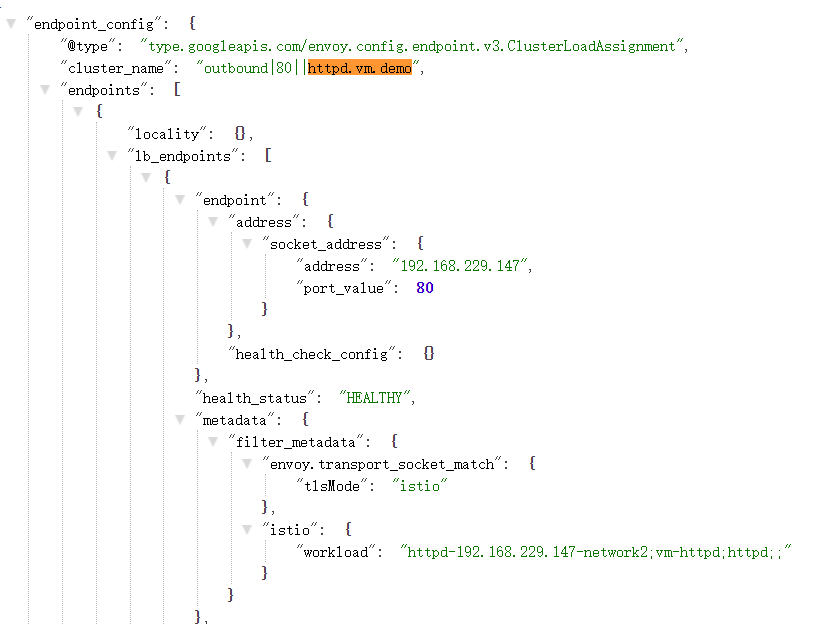 "endpoint_config": {
"@type": "type.googleapis.com/envoy.config.endpoint.v3.ClusterLoadAssignment",
"cluster_name": "outbound|80||httpd.vm.demo",
"endpoints": [
{
"locality": {},
"lb_endpoints": [
{
"endpoint": {
"address": {
"socket_address": {
"address": "192.168.229.147",
"port_value": 80
}
},
"health_check_config": {}
},
"health_status": "HEALTHY",
"metadata": {
"filter_metadata": {
"envoy.transport_socket_match": {
"tlsMode": "istio"
},
"istio": {
"workload": "httpd-192.168.229.147-network2;vm-httpd;httpd;;"
}
}
},